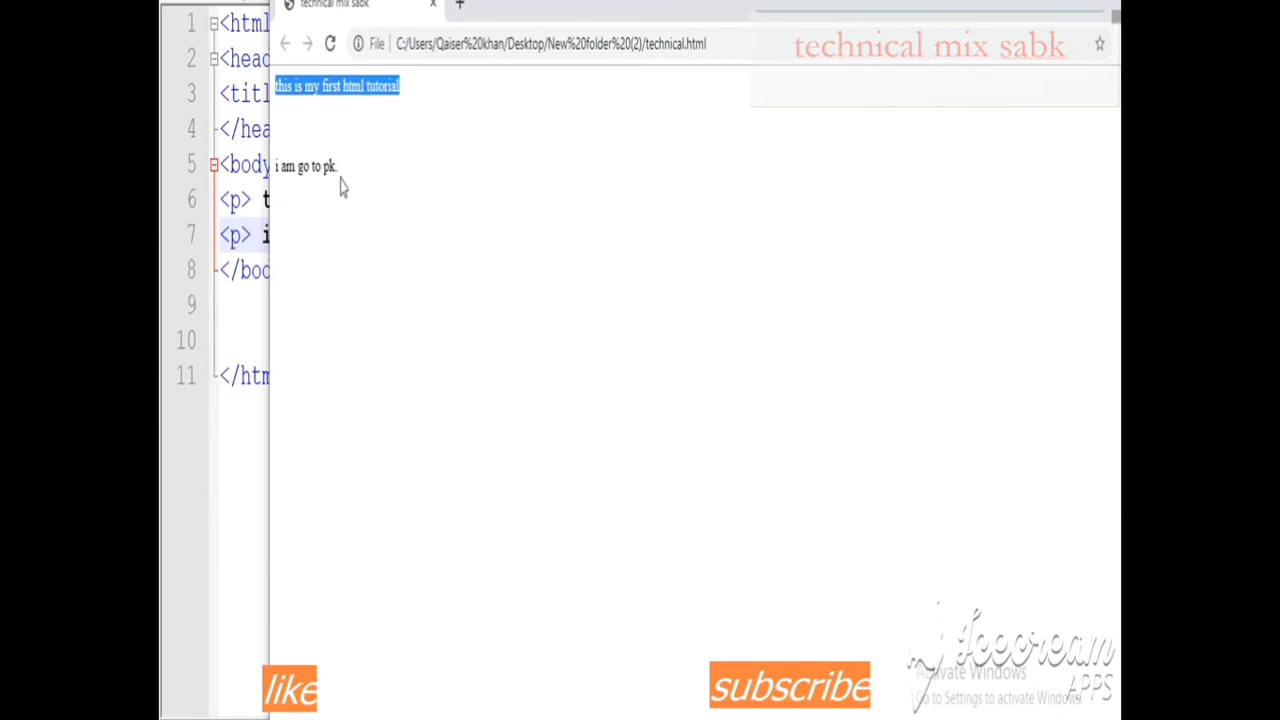 technical mix sabk
File C:/Users/Qaiser%20khan/Desktop/New%20folder%20(2)/technical.html
technical mix sabk
this is my first html tutorial
i am go to pk.
1 <html
2 <head
3 <titl
4 </hea
5 <body
6 <p> t
7 <p> i
8 </bod
9
10
11 </htm
like
subscribe
Icecream
APPS
Activate Windows
Go to Settings to activate Windows.